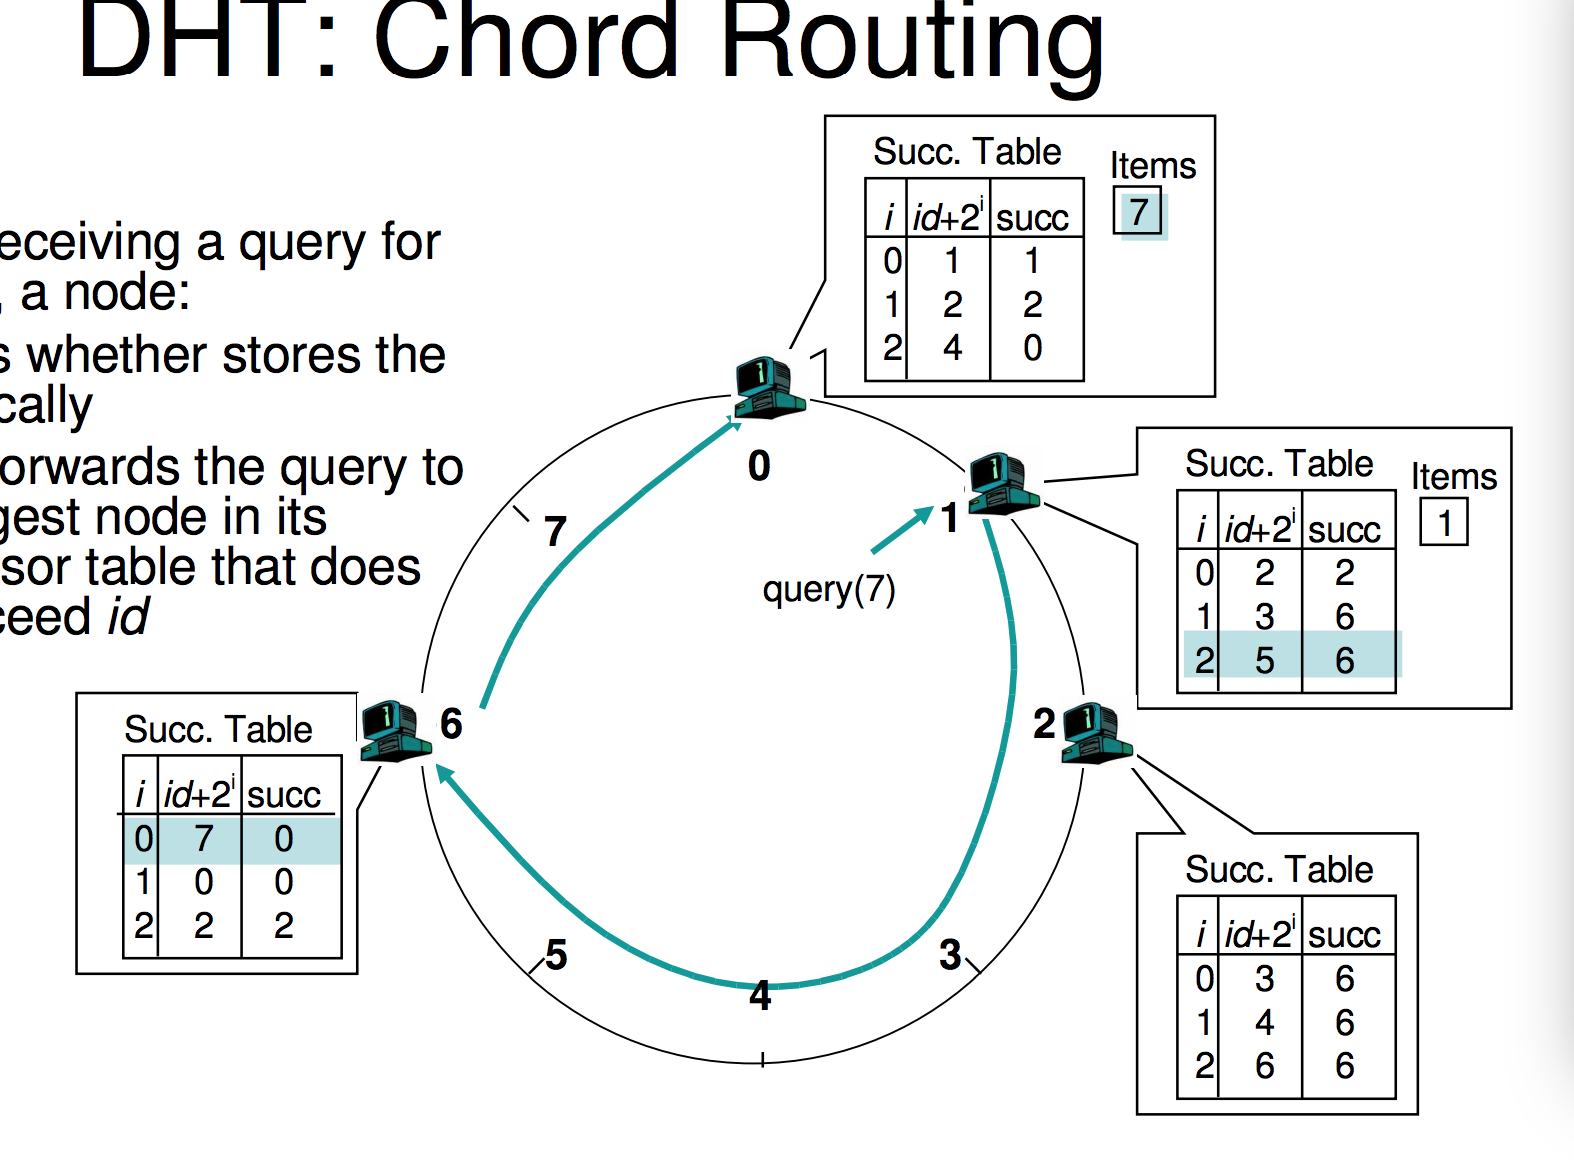 DHT: Chord Routing
eceiving a query for
, a node:
s whether stores the
cally
orwards the query to
gest node in its
sor table that does
ceed id
Succ. Table
Items
i id+2^i succ
7
0 1 1
1 2 2
2 4 0
0
7
1
query(7)
6
2
5
3
4
Succ. Table
Items
i id+2^i succ
1
0 2 2
1 3 6
2 5 6
Succ. Table
i id+2^i succ
0 7 0
1 0 0
2 2 2
Succ. Table
i id+2^i succ
0 3 6
1 4 6
2 6 6